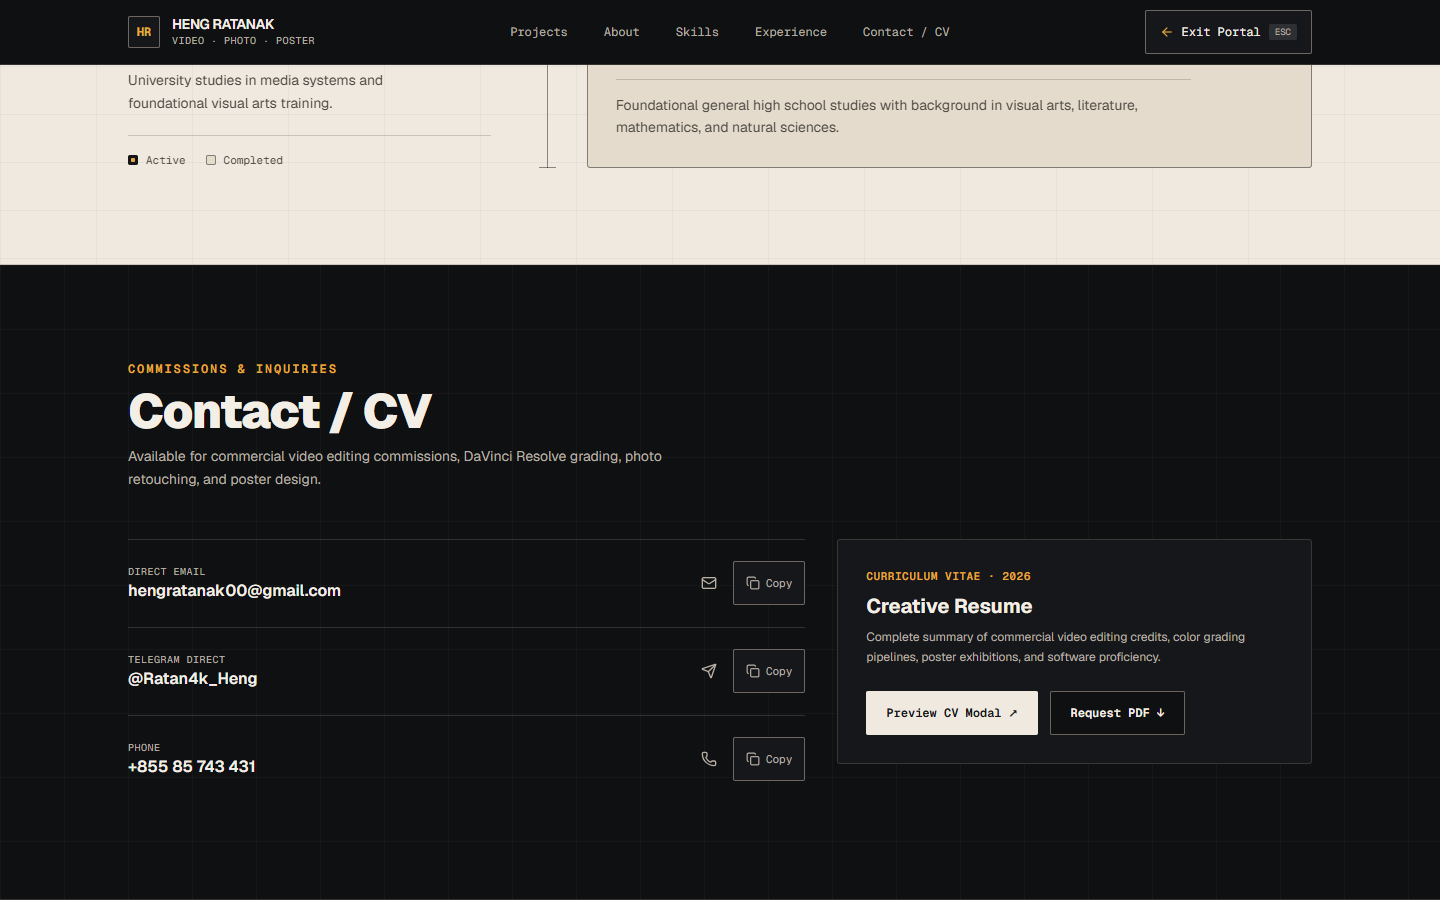 HR
HENG RATANAK
VIDEO · PHOTO · POSTER
Projects
About
Skills
Experience
Contact / CV
← Exit Portal ESC
University studies in media systems and
foundational visual arts training.
Active
Completed
Foundational general high school studies with background in visual arts, literature,
mathematics, and natural sciences.
COMMISSIONS & INQUIRIES
Contact / CV
Available for commercial video editing commissions, DaVinci Resolve grading, photo
retouching, and poster design.
DIRECT EMAIL
hengratanak00@gmail.com
Copy
TELEGRAM DIRECT
@Ratan4k_Heng
Copy
PHONE
+855 85 743 431
Copy
CURRICULUM VITAE · 2026
Creative Resume
Complete summary of commercial video editing credits, color grading
pipelines, poster exhibitions, and software proficiency.
Preview CV Modal ↗
Request PDF ↓